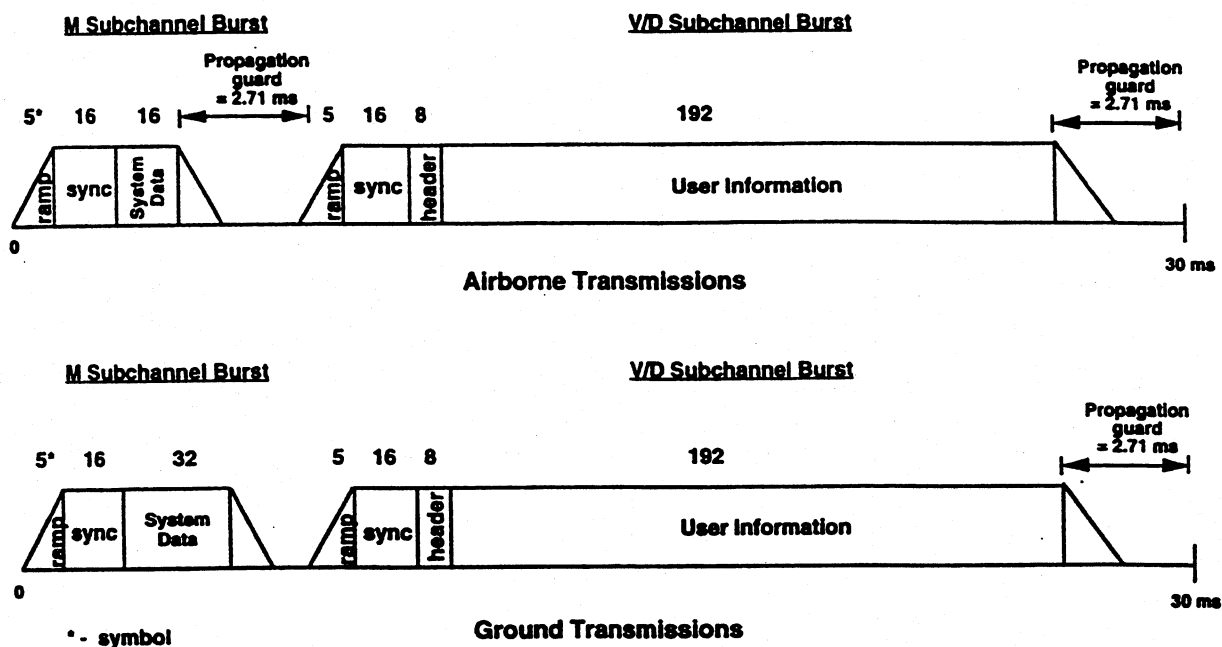 M Subchannel Burst
V/D Subchannel Burst
Propagation
guard
= 2.71 ms
Propagation
guard
= 2.71 ms
5* 16 16 5 16 8 192
ramp sync System
Data ramp sync header User Information
0
30 ms
Airborne Transmissions
M Subchannel Burst
V/D Subchannel Burst
Propagation
guard
= 2.71 ms
5* 16 32 5 16 8 192
ramp sync System
Data ramp sync header User Information
0
30 ms
* - symbol
Ground Transmissions